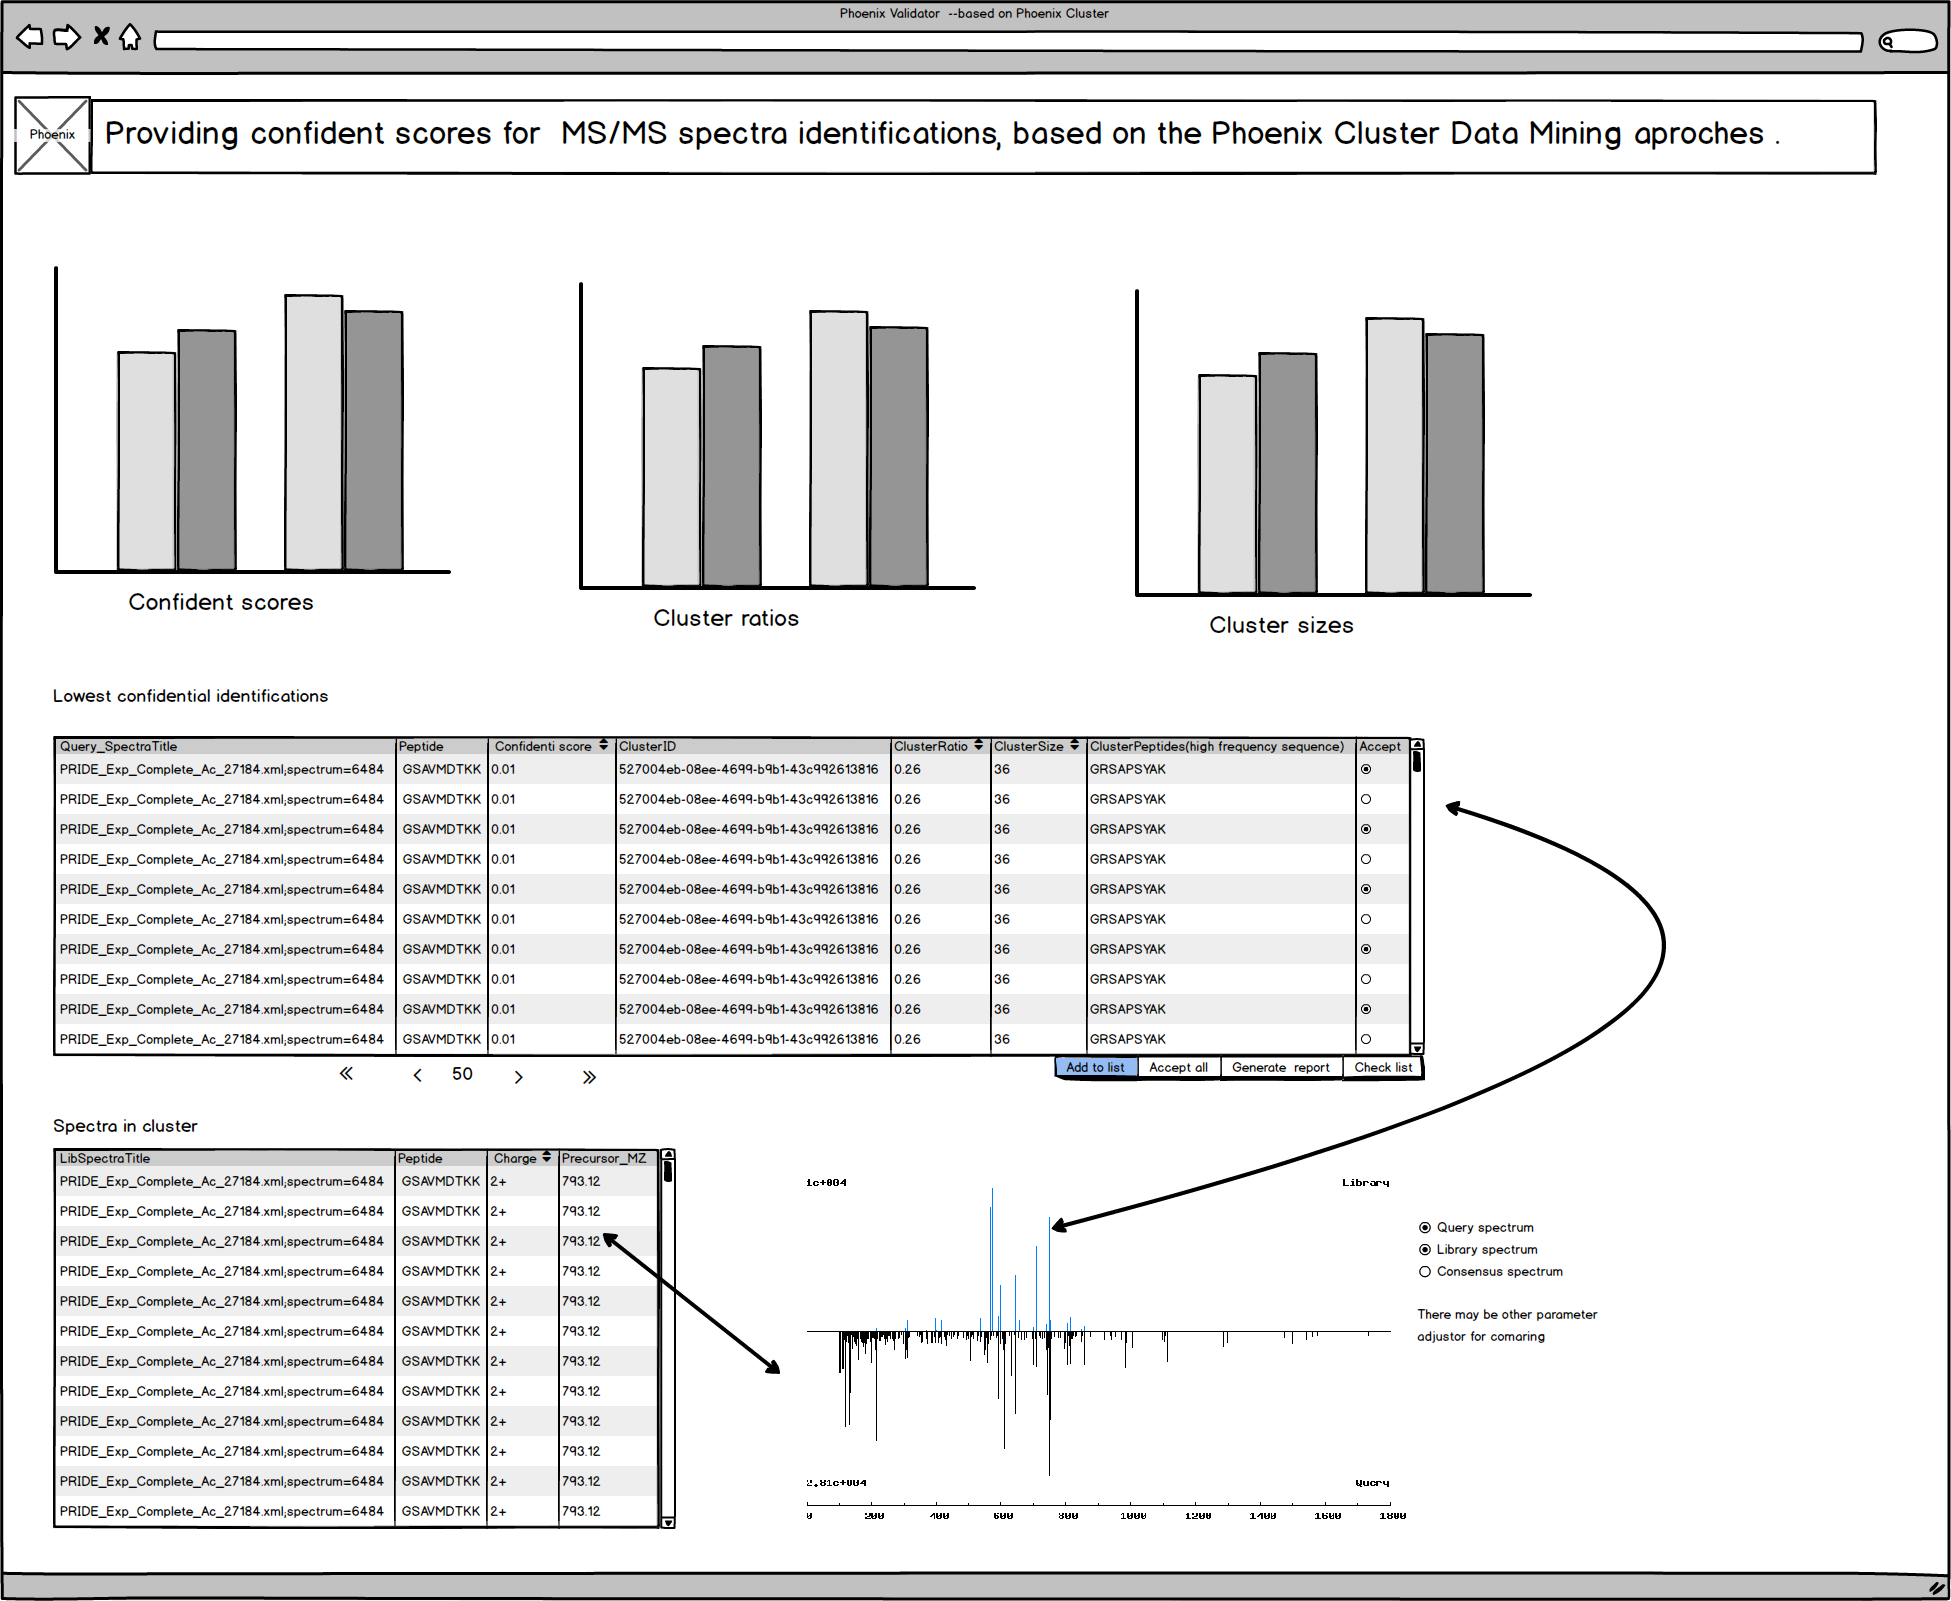 Phoenix Validator  --based on Phoenix Cluster
Phoenix
Providing confident scores for  MS/MS spectra identifications, based on the Phoenix Cluster Data Mining aproches .
Confident scores
Cluster ratios
Cluster sizes
Lowest confidential identifications
Query_SpectraTitle Peptide Confidenti score ClusterID ClusterRatio ClusterSize ClusterPeptides(high frequency sequence) Accept
PRIDE_Exp_Complete_Ac_27184.xml;spectrum=6484 GSAVMDTKK 0.01 527004eb-08ee-4699-b9b1-43c992613816 0.26 36 GRSAPSYAK
PRIDE_Exp_Complete_Ac_27184.xml;spectrum=6484 GSAVMDTKK 0.01 527004eb-08ee-4699-b9b1-43c992613816 0.26 36 GRSAPSYAK
PRIDE_Exp_Complete_Ac_27184.xml;spectrum=6484 GSAVMDTKK 0.01 527004eb-08ee-4699-b9b1-43c992613816 0.26 36 GRSAPSYAK
PRIDE_Exp_Complete_Ac_27184.xml;spectrum=6484 GSAVMDTKK 0.01 527004eb-08ee-4699-b9b1-43c992613816 0.26 36 GRSAPSYAK
PRIDE_Exp_Complete_Ac_27184.xml;spectrum=6484 GSAVMDTKK 0.01 527004eb-08ee-4699-b9b1-43c992613816 0.26 36 GRSAPSYAK
PRIDE_Exp_Complete_Ac_27184.xml;spectrum=6484 GSAVMDTKK 0.01 527004eb-08ee-4699-b9b1-43c992613816 0.26 36 GRSAPSYAK
PRIDE_Exp_Complete_Ac_27184.xml;spectrum=6484 GSAVMDTKK 0.01 527004eb-08ee-4699-b9b1-43c992613816 0.26 36 GRSAPSYAK
PRIDE_Exp_Complete_Ac_27184.xml;spectrum=6484 GSAVMDTKK 0.01 527004eb-08ee-4699-b9b1-43c992613816 0.26 36 GRSAPSYAK
PRIDE_Exp_Complete_Ac_27184.xml;spectrum=6484 GSAVMDTKK 0.01 527004eb-08ee-4699-b9b1-43c992613816 0.26 36 GRSAPSYAK
PRIDE_Exp_Complete_Ac_27184.xml;spectrum=6484 GSAVMDTKK 0.01 527004eb-08ee-4699-b9b1-43c992613816 0.26 36 GRSAPSYAK
« < 50 > »
Add to list Accept all Generate  report Check list
Spectra in cluster
LibSpectraTitle Peptide Charge Precursor_MZ
PRIDE_Exp_Complete_Ac_27184.xml;spectrum=6484 GSAVMDTKK 2+ 793.12
PRIDE_Exp_Complete_Ac_27184.xml;spectrum=6484 GSAVMDTKK 2+ 793.12
PRIDE_Exp_Complete_Ac_27184.xml;spectrum=6484 GSAVMDTKK 2+ 793.12
PRIDE_Exp_Complete_Ac_27184.xml;spectrum=6484 GSAVMDTKK 2+ 793.12
PRIDE_Exp_Complete_Ac_27184.xml;spectrum=6484 GSAVMDTKK 2+ 793.12
PRIDE_Exp_Complete_Ac_27184.xml;spectrum=6484 GSAVMDTKK 2+ 793.12
PRIDE_Exp_Complete_Ac_27184.xml;spectrum=6484 GSAVMDTKK 2+ 793.12
PRIDE_Exp_Complete_Ac_27184.xml;spectrum=6484 GSAVMDTKK 2+ 793.12
PRIDE_Exp_Complete_Ac_27184.xml;spectrum=6484 GSAVMDTKK 2+ 793.12
PRIDE_Exp_Complete_Ac_27184.xml;spectrum=6484 GSAVMDTKK 2+ 793.12
PRIDE_Exp_Complete_Ac_27184.xml;spectrum=6484 GSAVMDTKK 2+ 793.12
PRIDE_Exp_Complete_Ac_27184.xml;spectrum=6484 GSAVMDTKK 2+ 793.12
1e+004 Library
2.81e+004 Query
0 200 400 600 800 1000 1200 1400 1600 1800
Query spectrum
Library spectrum
Consensus spectrum
There may be other parameter
adjustor for comaring